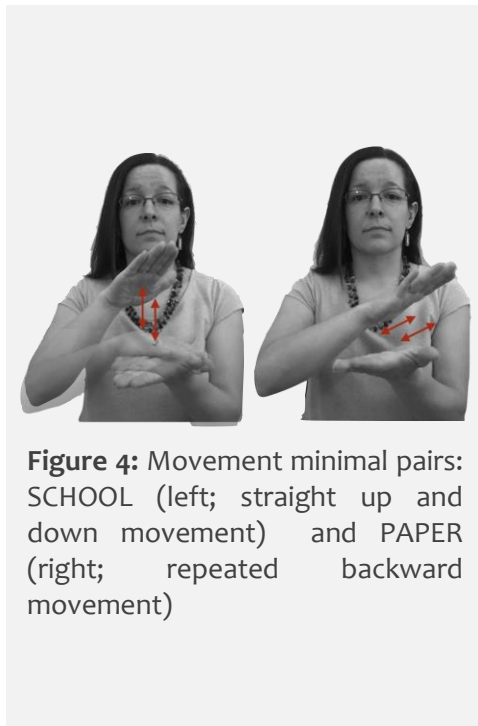 Figure 4: Movement minimal pairs:
SCHOOL (left; straight up and
down movement) and PAPER
(right; repeated backward
movement)